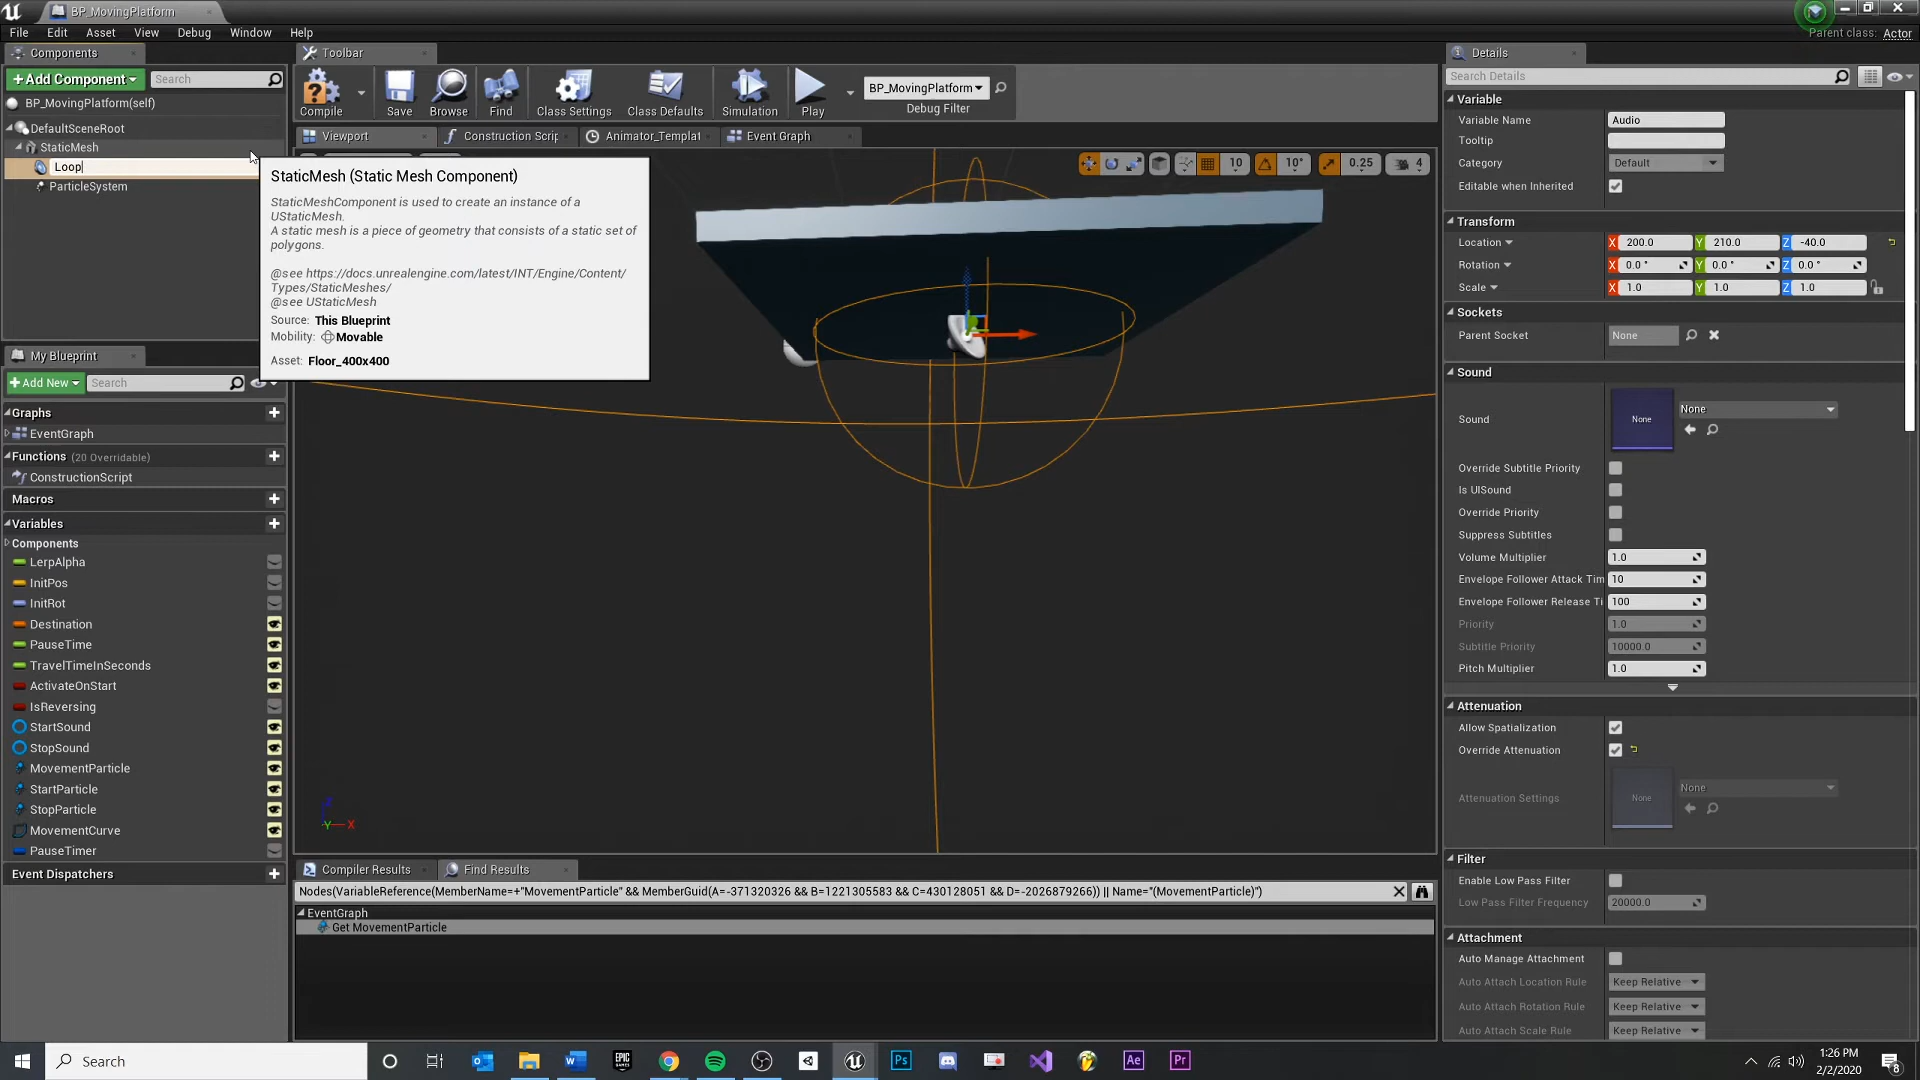 BP_MovingPlatform
File Edit Asset View Debug Window Help
Parent class: Actor
Components
+Add Component
Search
BP_MovingPlatform(self)
DefaultSceneRoot
StaticMesh
Loop
ParticleSystem
My Blueprint
+Add New
Search
Graphs
EventGraph
Functions (20 Overridable)
ConstructionScript
Macros
Variables
Components
LerpAlpha
InitPos
InitRot
Destination
PauseTime
TravelTimeInSeconds
ActivateOnStart
IsReversing
StartSound
StopSound
MovementParticle
StartParticle
StopParticle
MovementCurve
PauseTimer
Event Dispatchers
Toolbar
Compile
Save
Browse
Find
Class Settings
Class Defaults
Simulation
Play
BP_MovingPlatform
Debug Filter
Viewport
Construction Scrip
Animator_Templat
Event Graph
10
10°
0.25
4
StaticMesh (Static Mesh Component)
StaticMeshComponent is used to create an instance of a
UStaticMesh.
A static mesh is a piece of geometry that consists of a static set of
polygons.
@see https://docs.unrealengine.com/latest/INT/Engine/Content/
Types/StaticMeshes/
@see UStaticMesh
Source: This Blueprint
Mobility: Movable
Asset: Floor_400x400
Z
Y X
Compiler Results
Find Results
Nodes(VariableReference(MemberName=+"MovementParticle" && MemberGuid(A=-371320326 && B=1221305583 && C=430128051 && D=-2026879266)) || Name="(MovementParticle)")
EventGraph
Get MovementParticle
Details
Search Details
Variable
Variable Name Audio
Tooltip
Category Default
Editable when Inherited
Transform
Location X 200.0 Y 210.0 Z -40.0
Rotation X 0.0 ° Y 0.0 ° Z 0.0 °
Scale X 1.0 Y 1.0 Z 1.0
Sockets
Parent Socket None
Sound
Sound None None
Override Subtitle Priority
Is UISound
Override Priority
Suppress Subtitles
Volume Multiplier 1.0
Envelope Follower Attack Tim 10
Envelope Follower Release Ti 100
Priority 1.0
Subtitle Priority 10000.0
Pitch Multiplier 1.0
Attenuation
Allow Spatialization
Override Attenuation
Attenuation Settings None None
Filter
Enable Low Pass Filter
Low Pass Filter Frequency 20000.0
Attachment
Auto Manage Attachment
Auto Attach Location Rule Keep Relative
Auto Attach Rotation Rule Keep Relative
Auto Attach Scale Rule Keep Relative
Search
EPIC GAMES
Ps
Ae
Pr
1:26 PM
2/2/2020
8